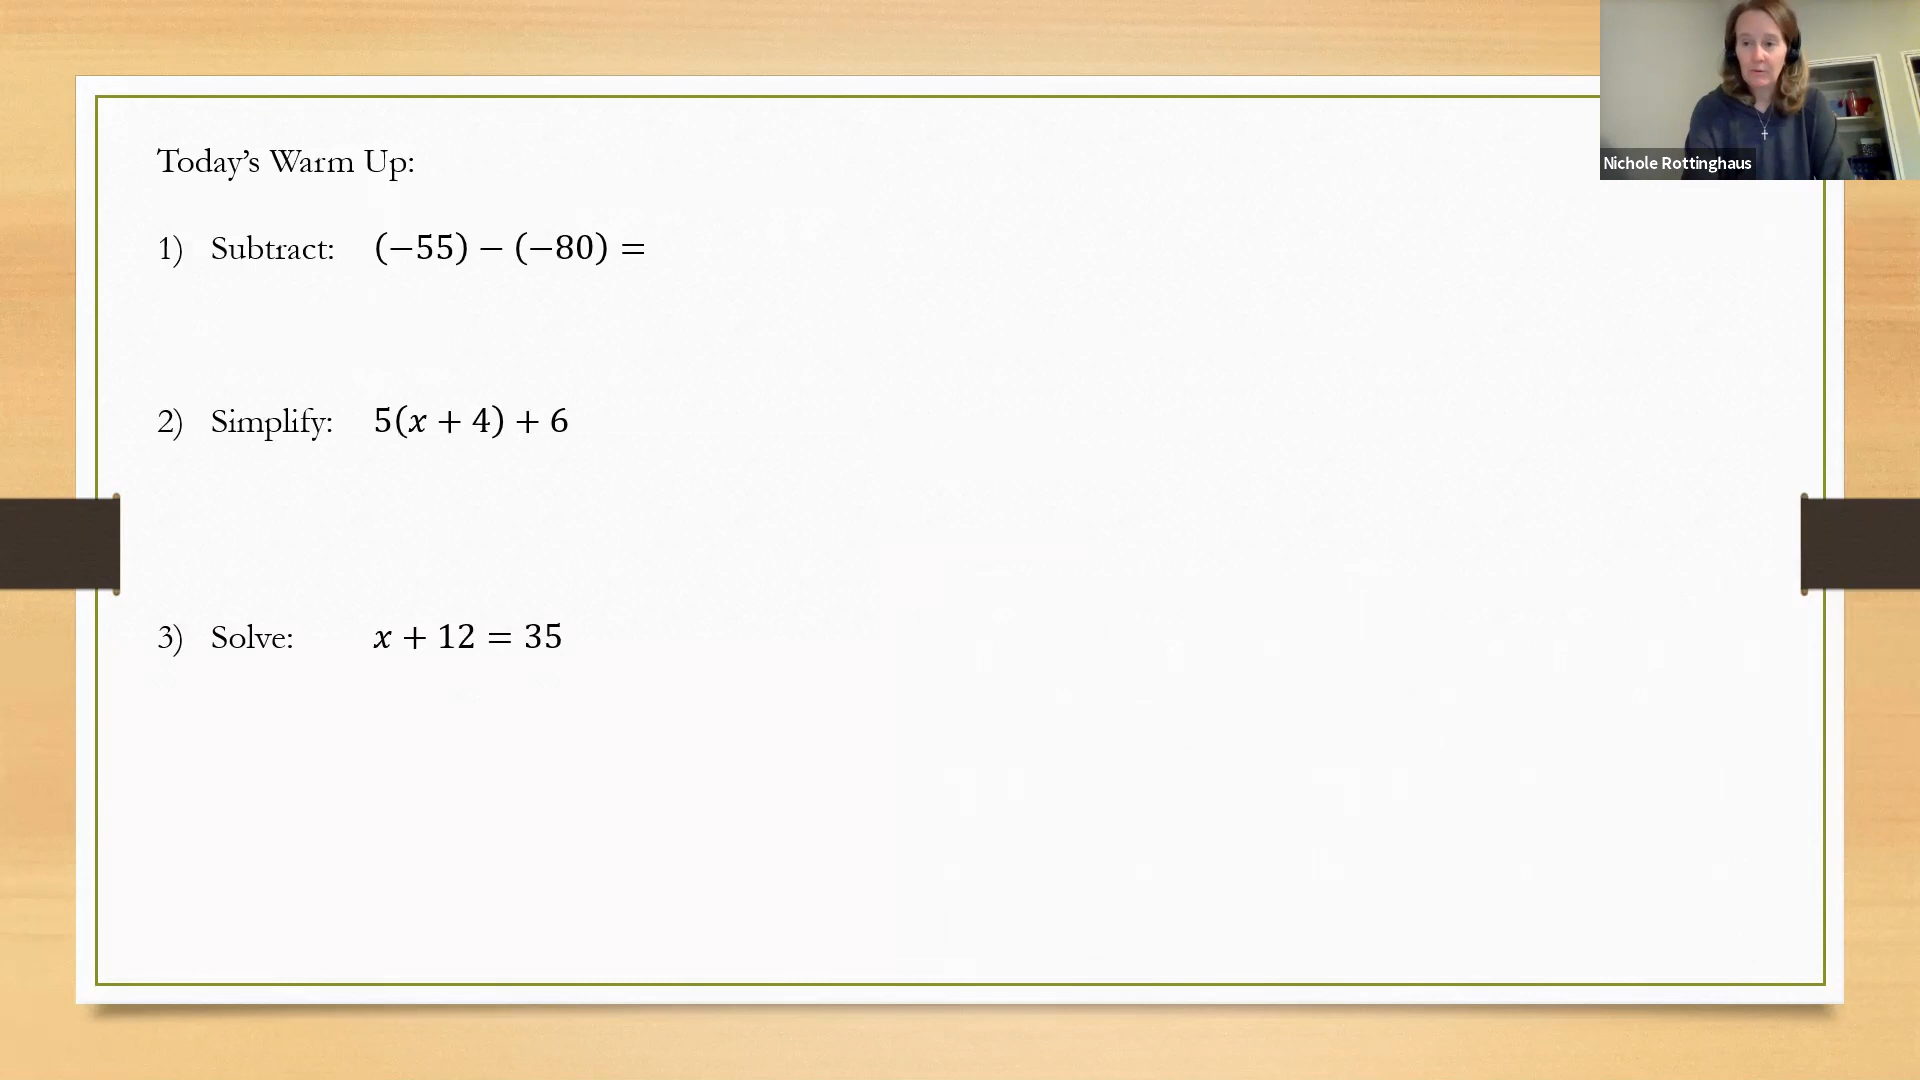 Today’s Warm Up:
1) Subtract: (−55) − (−80) =
2) Simplify: 5(x + 4) + 6
3) Solve: x + 12 = 35
Nichole Rottinghaus